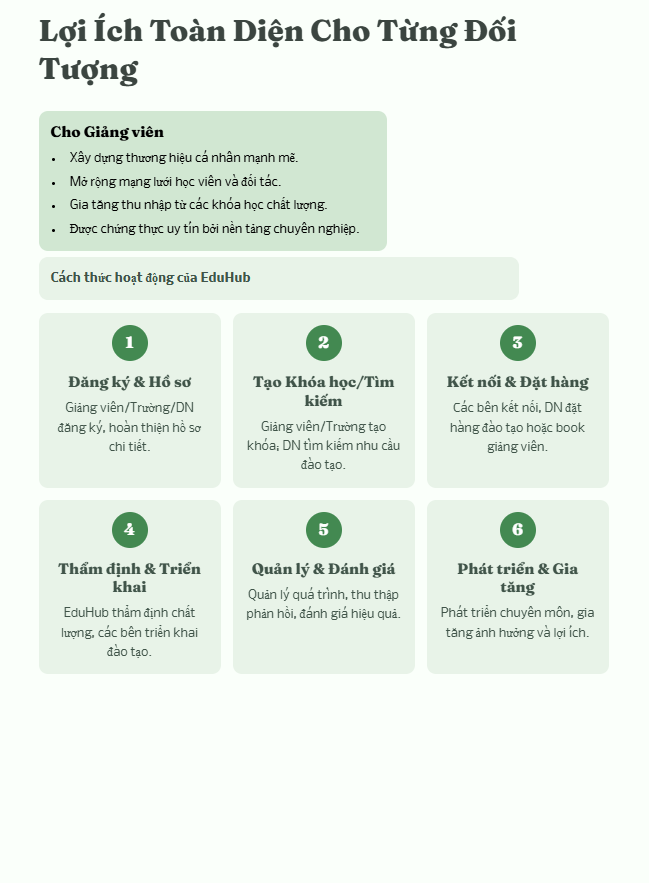 Lợi Ích Toàn Diện Cho Từng Đối
Tượng
Cho Giảng viên
• Xây dựng thương hiệu cá nhân mạnh mẽ.
• Mở rộng mạng lưới học viên và đối tác.
• Gia tăng thu nhập từ các khóa học chất lượng.
• Được chứng thực uy tín bởi nền tảng chuyên nghiệp.
Cách thức hoạt động của EduHub
1
Đăng ký & Hồ sơ
Giảng viên/Trường/DN
đăng ký, hoàn thiện hồ sơ
chi tiết.
2
Tạo Khóa học/Tìm
kiếm
Giảng viên/Trường tạo
khóa; DN tìm kiếm nhu cầu
đào tạo.
3
Kết nối & Đặt hàng
Các bên kết nối, DN đặt
hàng đào tạo hoặc book
giảng viên.
4
Thẩm định & Triển
khai
EduHub thẩm định chất
lượng, các bên triển khai
đào tạo.
5
Quản lý & Đánh giá
Quản lý quá trình, thu thập
phản hồi, đánh giá hiệu quả.
6
Phát triển & Gia
tăng
Phát triển chuyên môn, gia
tăng ảnh hưởng và lợi ích.